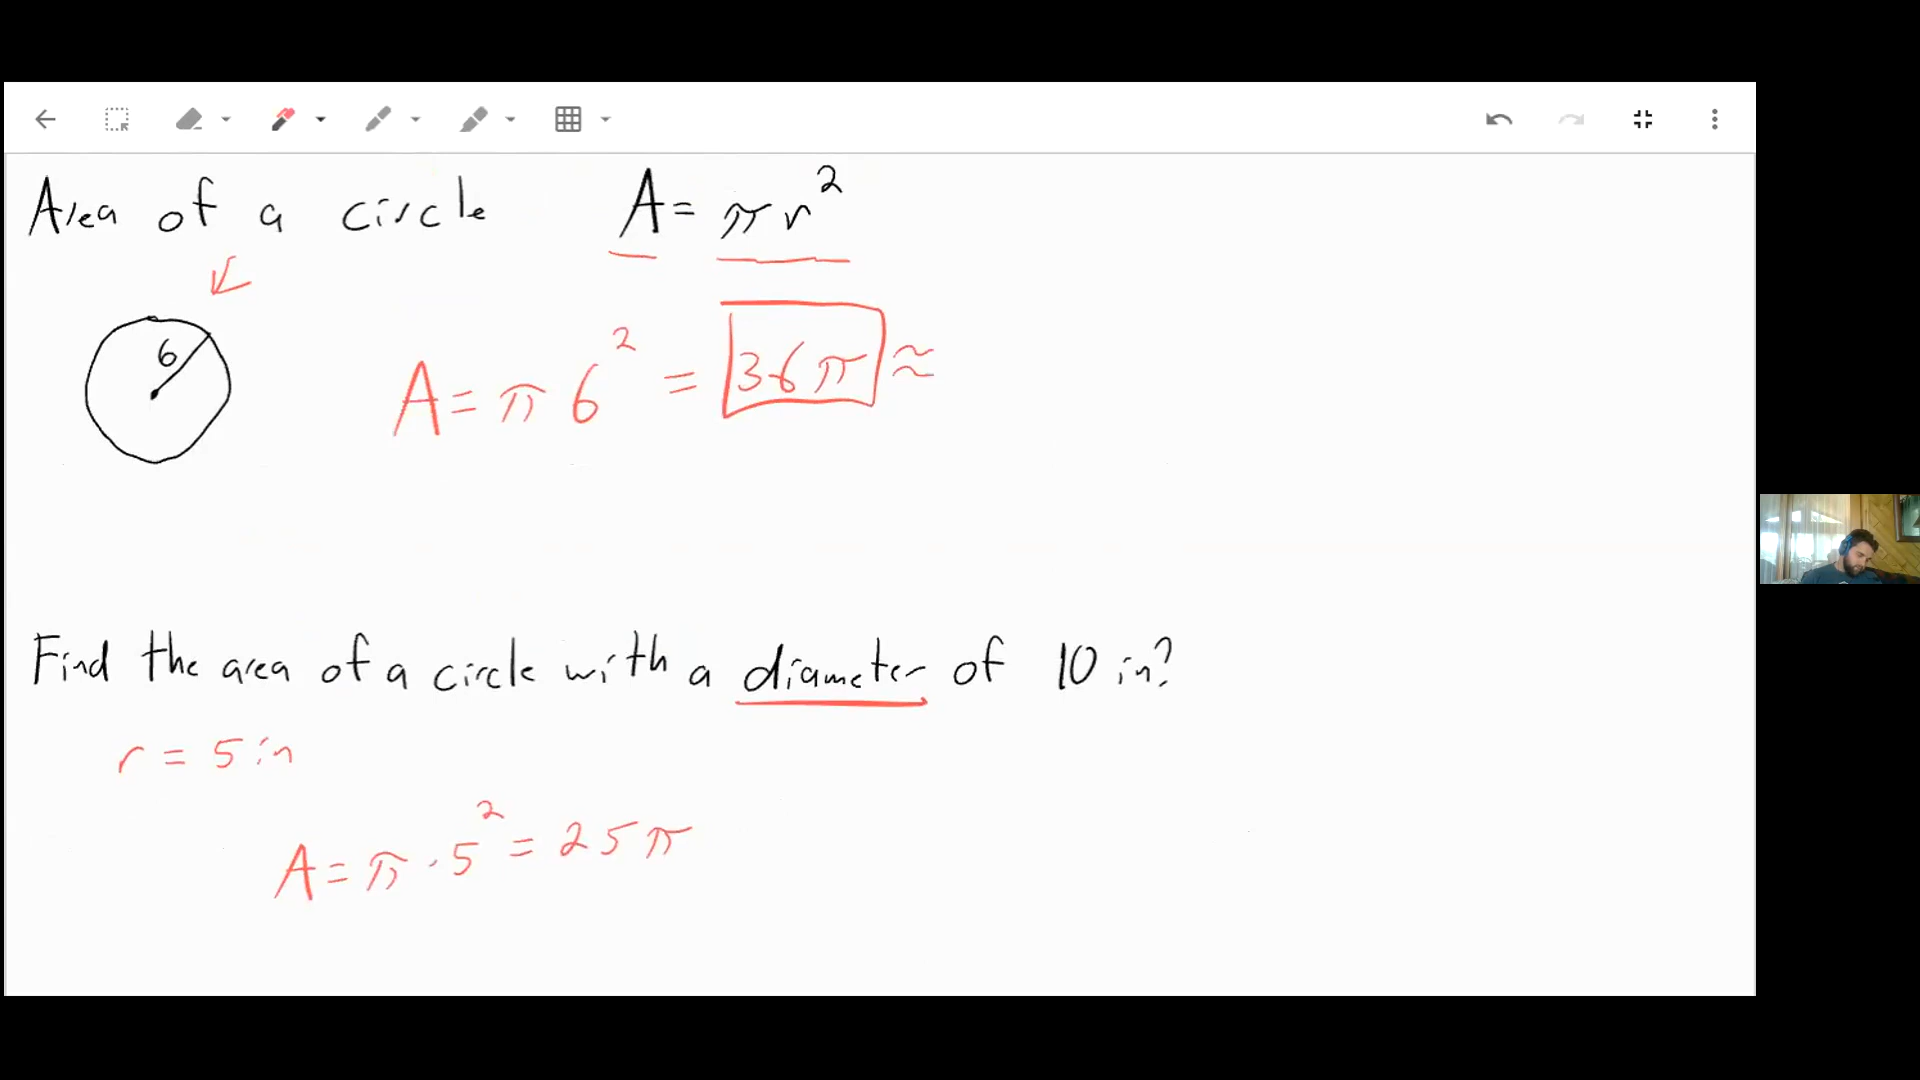 Area of a circle A = πr²
6
A = π 6² = 36π ≈
Find the area of a circle with a diameter of 10 in?
r = 5 in
A = π · 5² = 25π